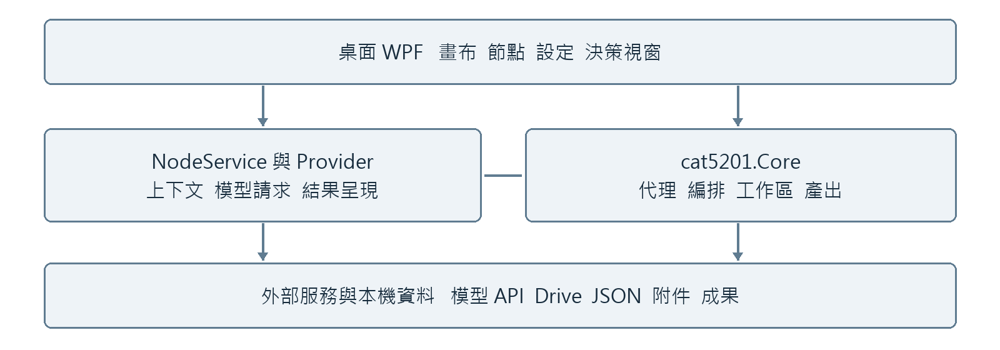 桌面 WPF 畫布 節點 設定 決策視窗
NodeService 與 Provider
上下文 模型請求 結果呈現
cat5201.Core
代理 編排 工作區 產出
外部服務與本機資料 模型 API Drive JSON 附件 成果